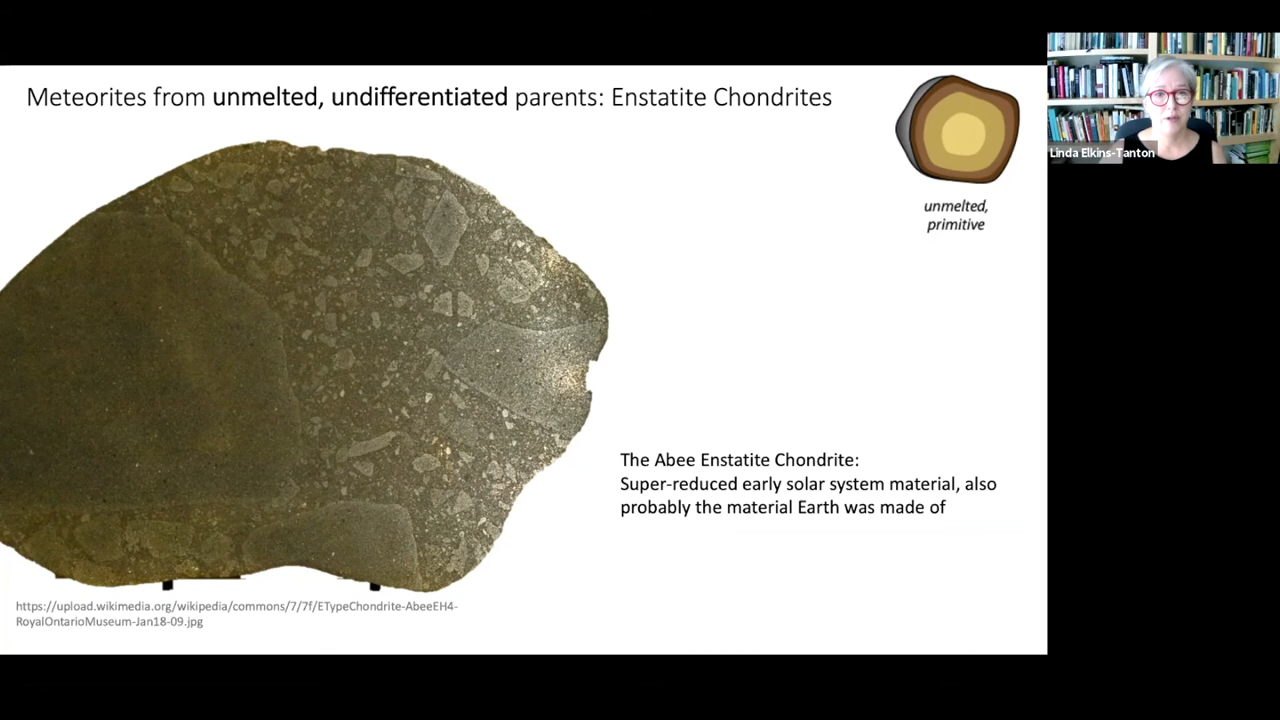 Meteorites from unmelted, undifferentiated parents: Enstatite Chondrites
Linda Elkins-Tanton
unmelted,
primitive
The Abee Enstatite Chondrite:
Super-reduced early solar system material, also
probably the material Earth was made of
https://upload.wikimedia.org/wikipedia/commons/7/7f/ETypeChondrite-AbeeEH4-
RoyalOntarioMuseum-Jan18-09.jpg